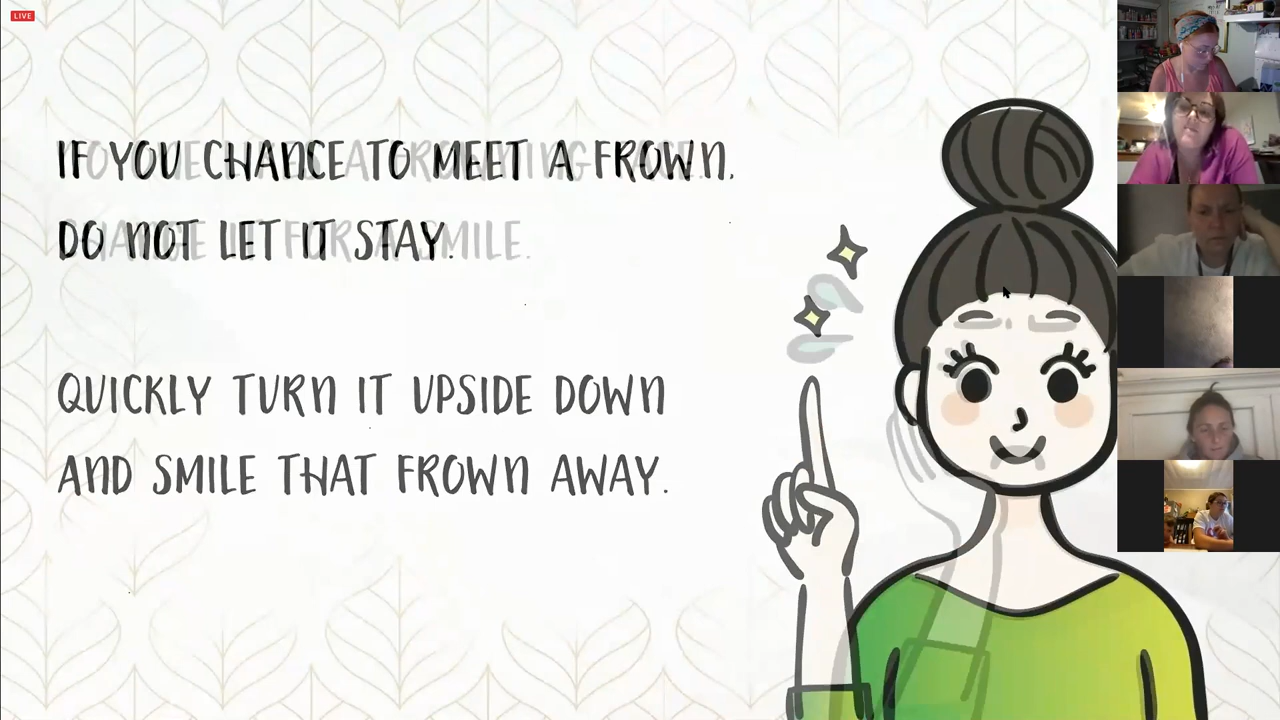 LIVE
IF YOU CHANCE TO MEET A FROWN,
DO NOT LET IT STAY.
QUICKLY TURN IT UPSIDE DOWN
AND SMILE THAT FROWN AWAY.